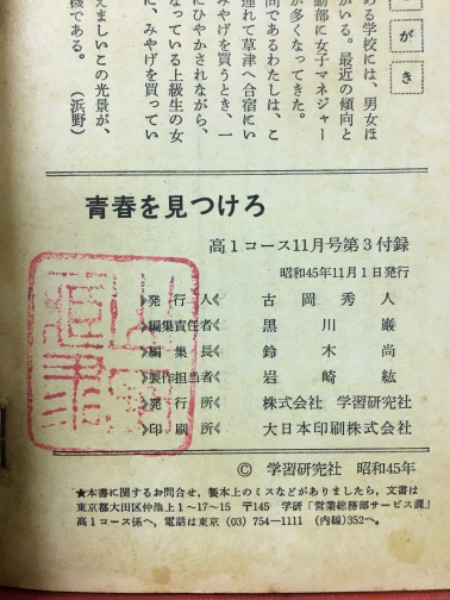 がき
ある学校には、男女ほ
がいる。最近の傾向と
動部に女子マネジャー
が多くなってきた。
問であるわたしは、こ
連れて草津へ合宿にい
みやげを買うとき、一
にひやかされながら、
なっている上級生の女
に、みやげを買ってい
えましいこの光景が、
機である。(浜野)
青春を見つけろ
高1コース11月号第3付録
昭和45年11月1日発行
》発行人《 古岡秀人
》編集責任者《 黒川巌
》編集長《 鈴木尚
》製作担当者《 岩崎紘
》発行所《 株式会社 学習研究社
》印刷所《 大日本印刷株式会社
© 学習研究社 昭和45年
★本書に関するお問合せ,製本上のミスなどがありましたら,文書は
東京都大田区仲池上1〜17〜15 〒145 学研「営業総務部サービス課」
高1コース係へ,電話は東京(03)754—1111(内線)352へ。